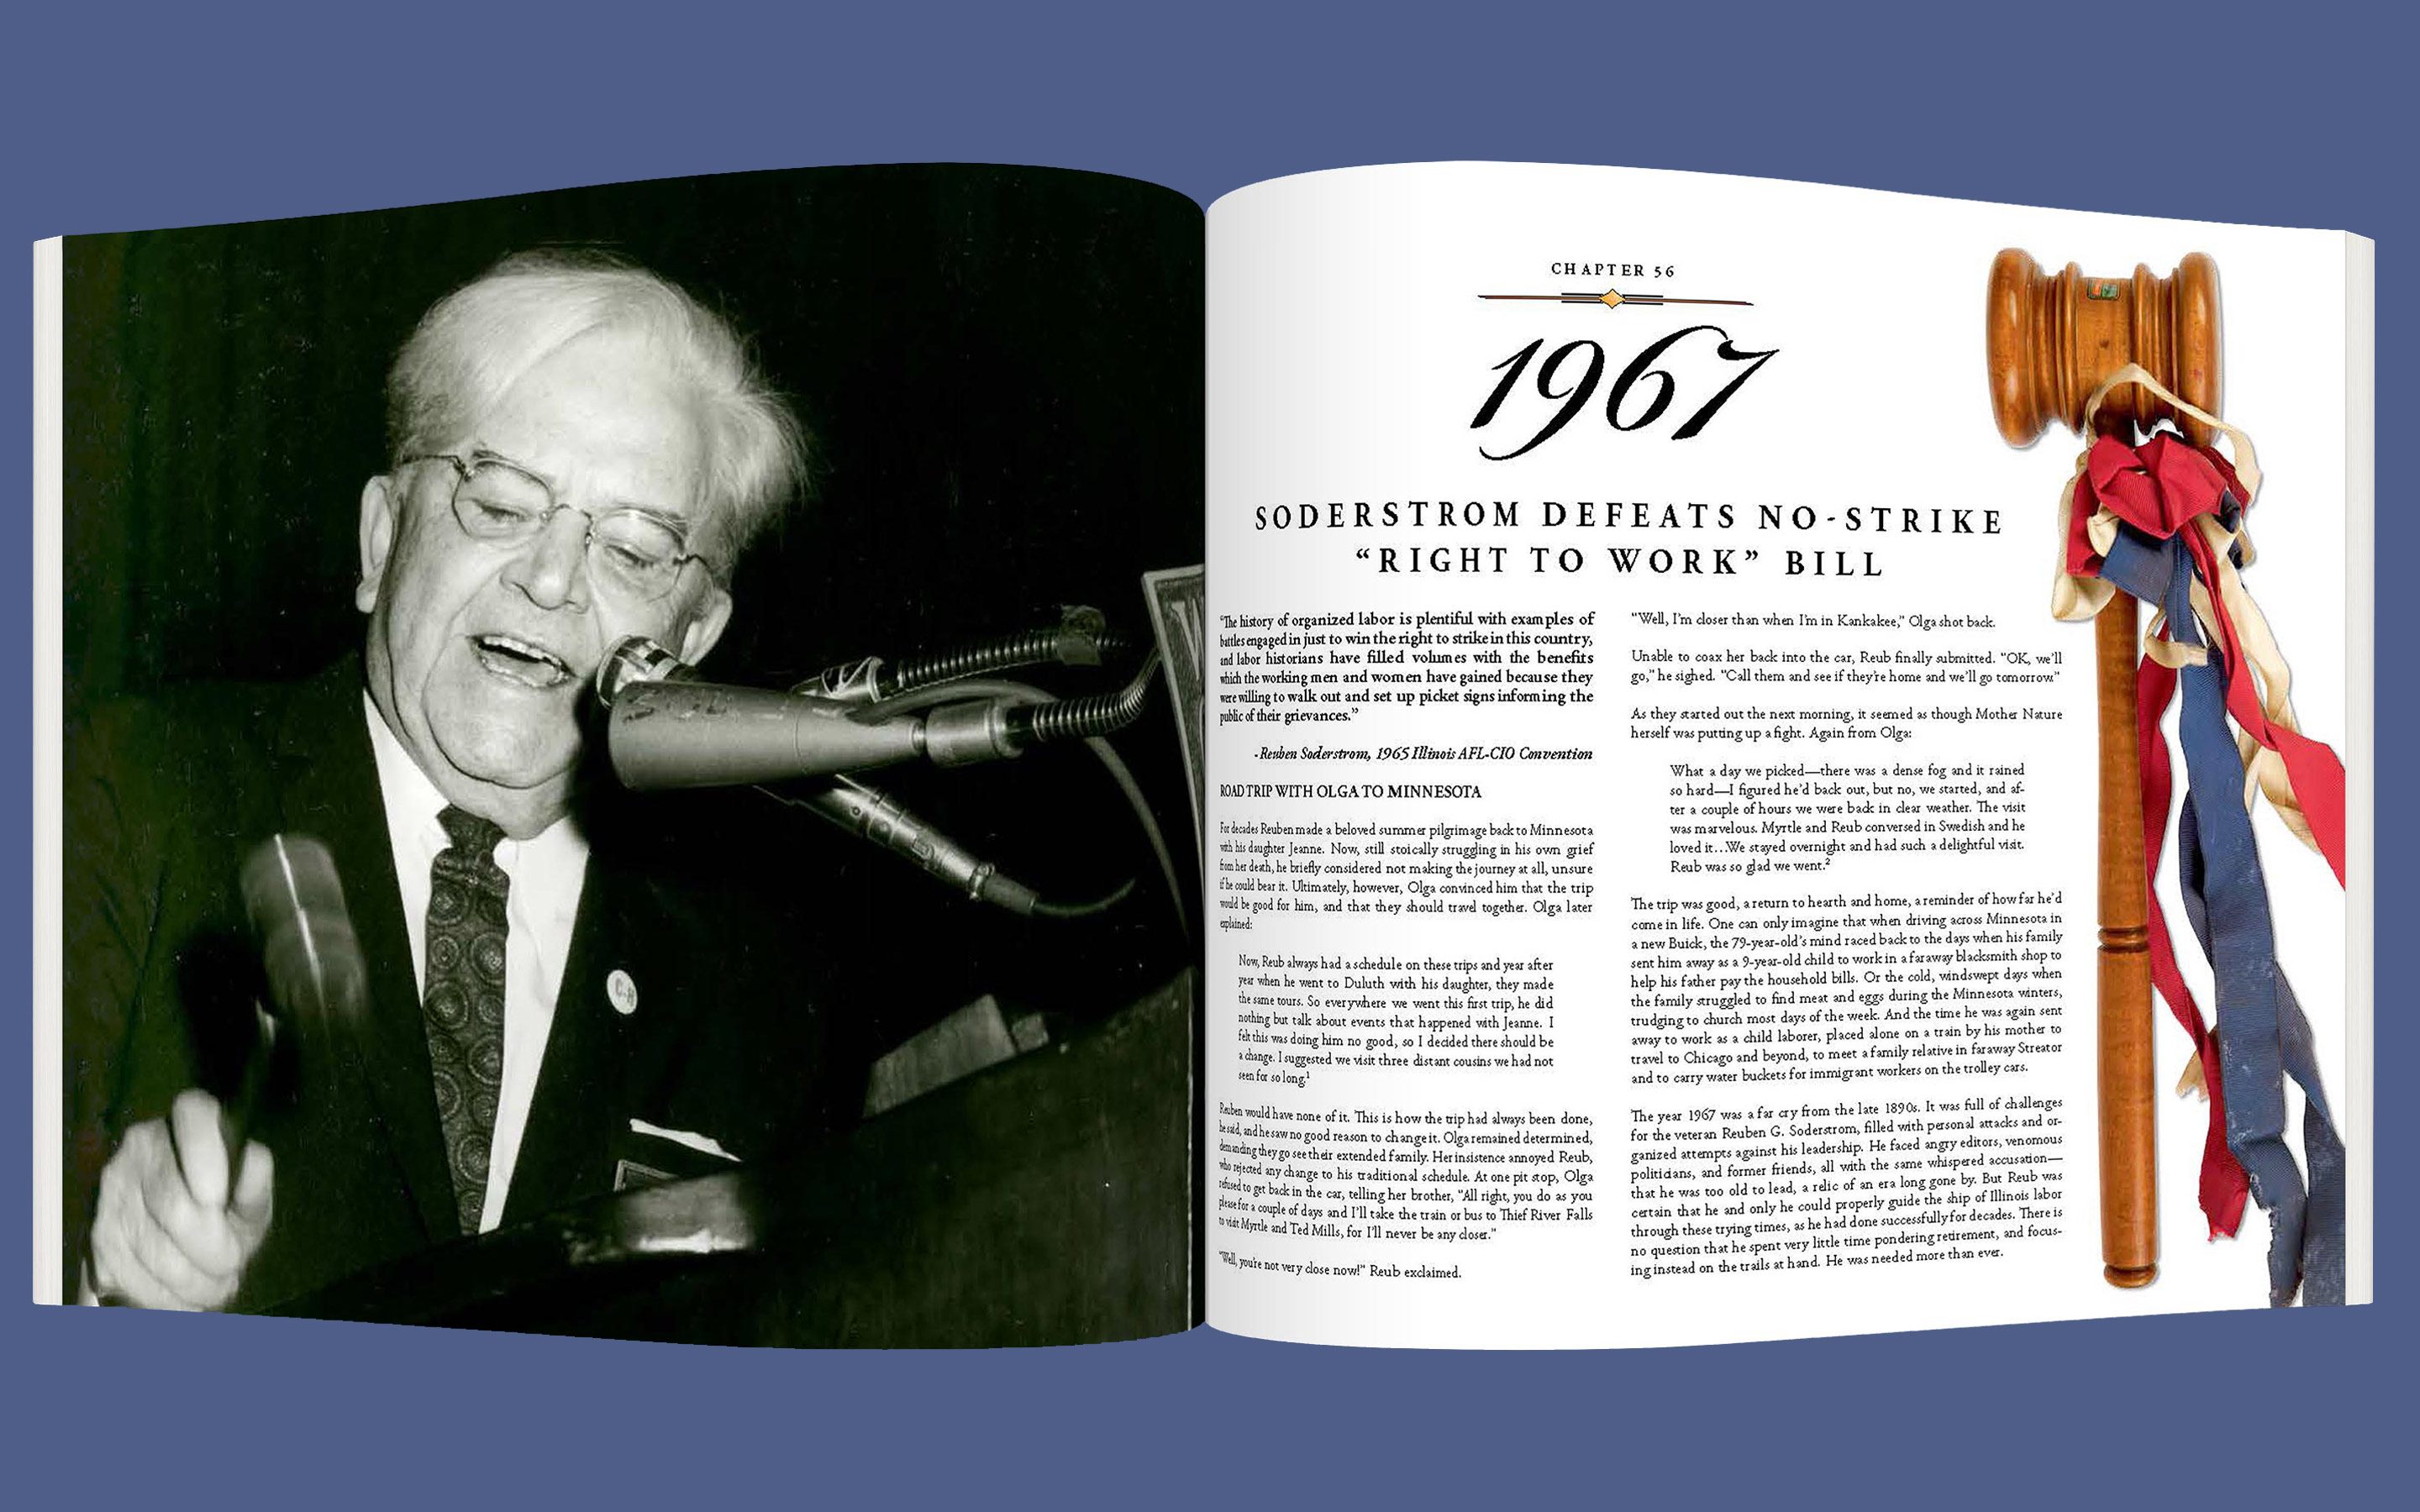 CHAPTER 56
1967
SODERSTROM DEFEATS NO-STRIKE
“RIGHT TO WORK” BILL
“The history of organized labor is plentiful with examples of
battles engaged in just to win the right to strike in this country,
and labor historians have filled volumes with the benefits
which the working men and women have gained because they
were willing to walk out and set up picket signs informing the
public of their grievances.”
- Reuben Soderstrom, 1965 Illinois AFL-CIO Convention
ROAD TRIP WITH OLGA TO MINNESOTA
For decades Reuben made a beloved summer pilgrimage back to Minnesota
with his daughter Jeanne. Now, still stoically struggling in his own grief
from her death, he briefly considered not making the journey at all, unsure
if he could bear it. Ultimately, however, Olga convinced him that the trip
would be good for him, and that they should travel together. Olga later
explained:
Now, Reub always had a schedule on these trips and year after
year when he went to Duluth with his daughter, they made
the same tours. So everywhere we went this first trip, he did
nothing but talk about events that happened with Jeanne. I
felt this was doing him no good, so I decided there should be
a change. I suggested we visit three distant cousins we had not
seen for so long.¹
Reuben would have none of it. This is how the trip had always been done,
he said, and he saw no good reason to change it. Olga remained determined,
demanding they go see their extended family. Her insistence annoyed Reub,
who rejected any change to his traditional schedule. At one pit stop, Olga
refused to get back in the car, telling her brother, “All right, you do as you
please for a couple of days and I’ll take the train or bus to Thief River Falls
to visit Myrtle and Ted Mills, for I’ll never be any closer.”
“Well, you’re not very close now!” Reub exclaimed.
“Well, I’m closer than when I’m in Kankakee,” Olga shot back.
Unable to coax her back into the car, Reub finally submitted. “OK, we’ll
go,” he sighed. “Call them and see if they’re home and we’ll go tomorrow.”
As they started out the next morning, it seemed as though Mother Nature
herself was putting up a fight. Again from Olga:
What a day we picked—there was a dense fog and it rained
so hard—I figured he’d back out, but no, we started, and af-
ter a couple of hours we were back in clear weather. The visit
was marvelous. Myrtle and Reub conversed in Swedish and he
loved it…We stayed overnight and had such a delightful visit.
Reub was so glad we went.²
The trip was good, a return to hearth and home, a reminder of how far he’d
come in life. One can only imagine that when driving across Minnesota in
a new Buick, the 79-year-old’s mind raced back to the days when his family
sent him away as a 9-year-old child to work in a faraway blacksmith shop to
help his father pay the household bills. Or the cold, windswept days when
the family struggled to find meat and eggs during the Minnesota winters,
trudging to church most days of the week. And the time he was again sent
away to work as a child laborer, placed alone on a train by his mother to
travel to Chicago and beyond, to meet a family relative in faraway Streator
and to carry water buckets for immigrant workers on the trolley cars.
The year 1967 was a far cry from the late 1890s. It was full of challenges
for the veteran Reuben G. Soderstrom, filled with personal attacks and or-
ganized attempts against his leadership. He faced angry editors, venomous
politicians, and former friends, all with the same whispered accusation—
that he was too old to lead, a relic of an era long gone by. But Reub was
certain that he and only he could properly guide the ship of Illinois labor
through these trying times, as he had done successfully for decades. There is
no question that he spent very little time pondering retirement, and focus-
ing instead on the trails at hand. He was needed more than ever.